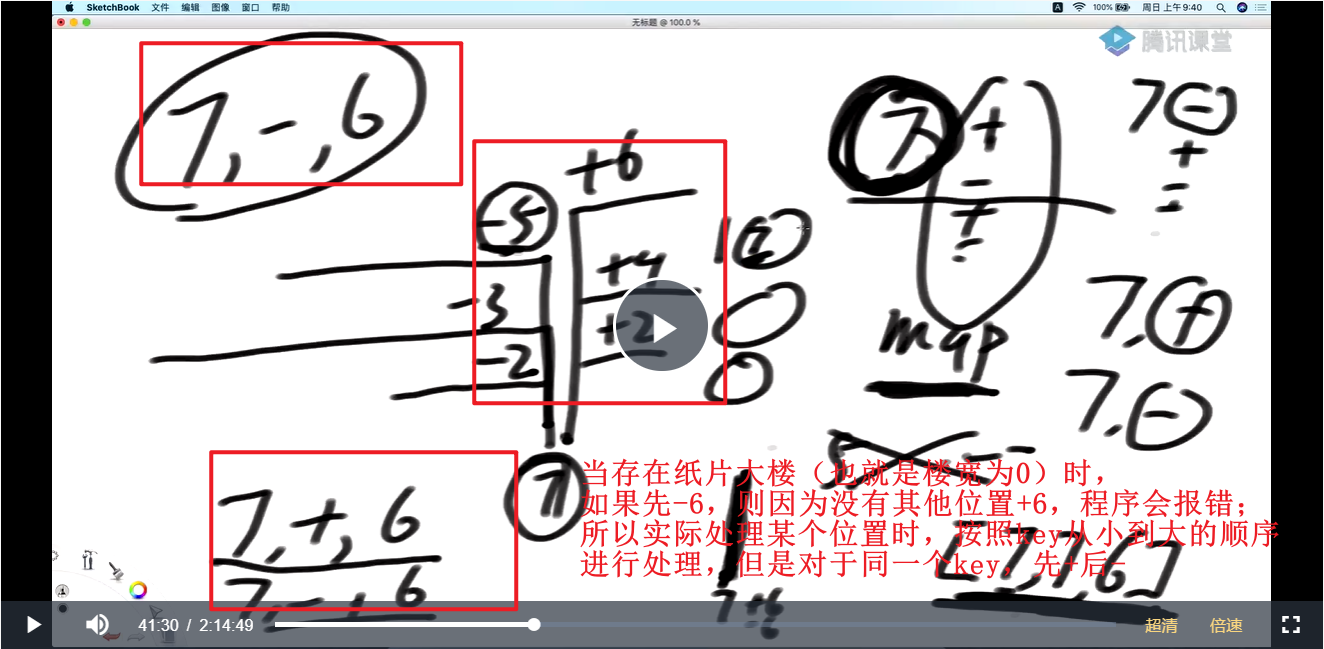 SketchBook 文件 编辑 图像 窗口 帮助
100% 周日 上午9:40
无标题 @ 100.0 %
腾讯课堂
7,-,6
+6
-5
+4
-3
+2
-2
7 +
-
+
-
7 -
+
=
map
7,+
7,-
7
7,+,6
7,-,6
[7,7,6]
当存在纸片大楼（也就是楼宽为0）时，
如果先-6，则因为没有其他位置+6，程序会报错；
所以实际处理某个位置时，按照key从小到大的顺序
进行处理，但是对于同一个key，先+后-
41:30 / 2:14:49
超清 倍速